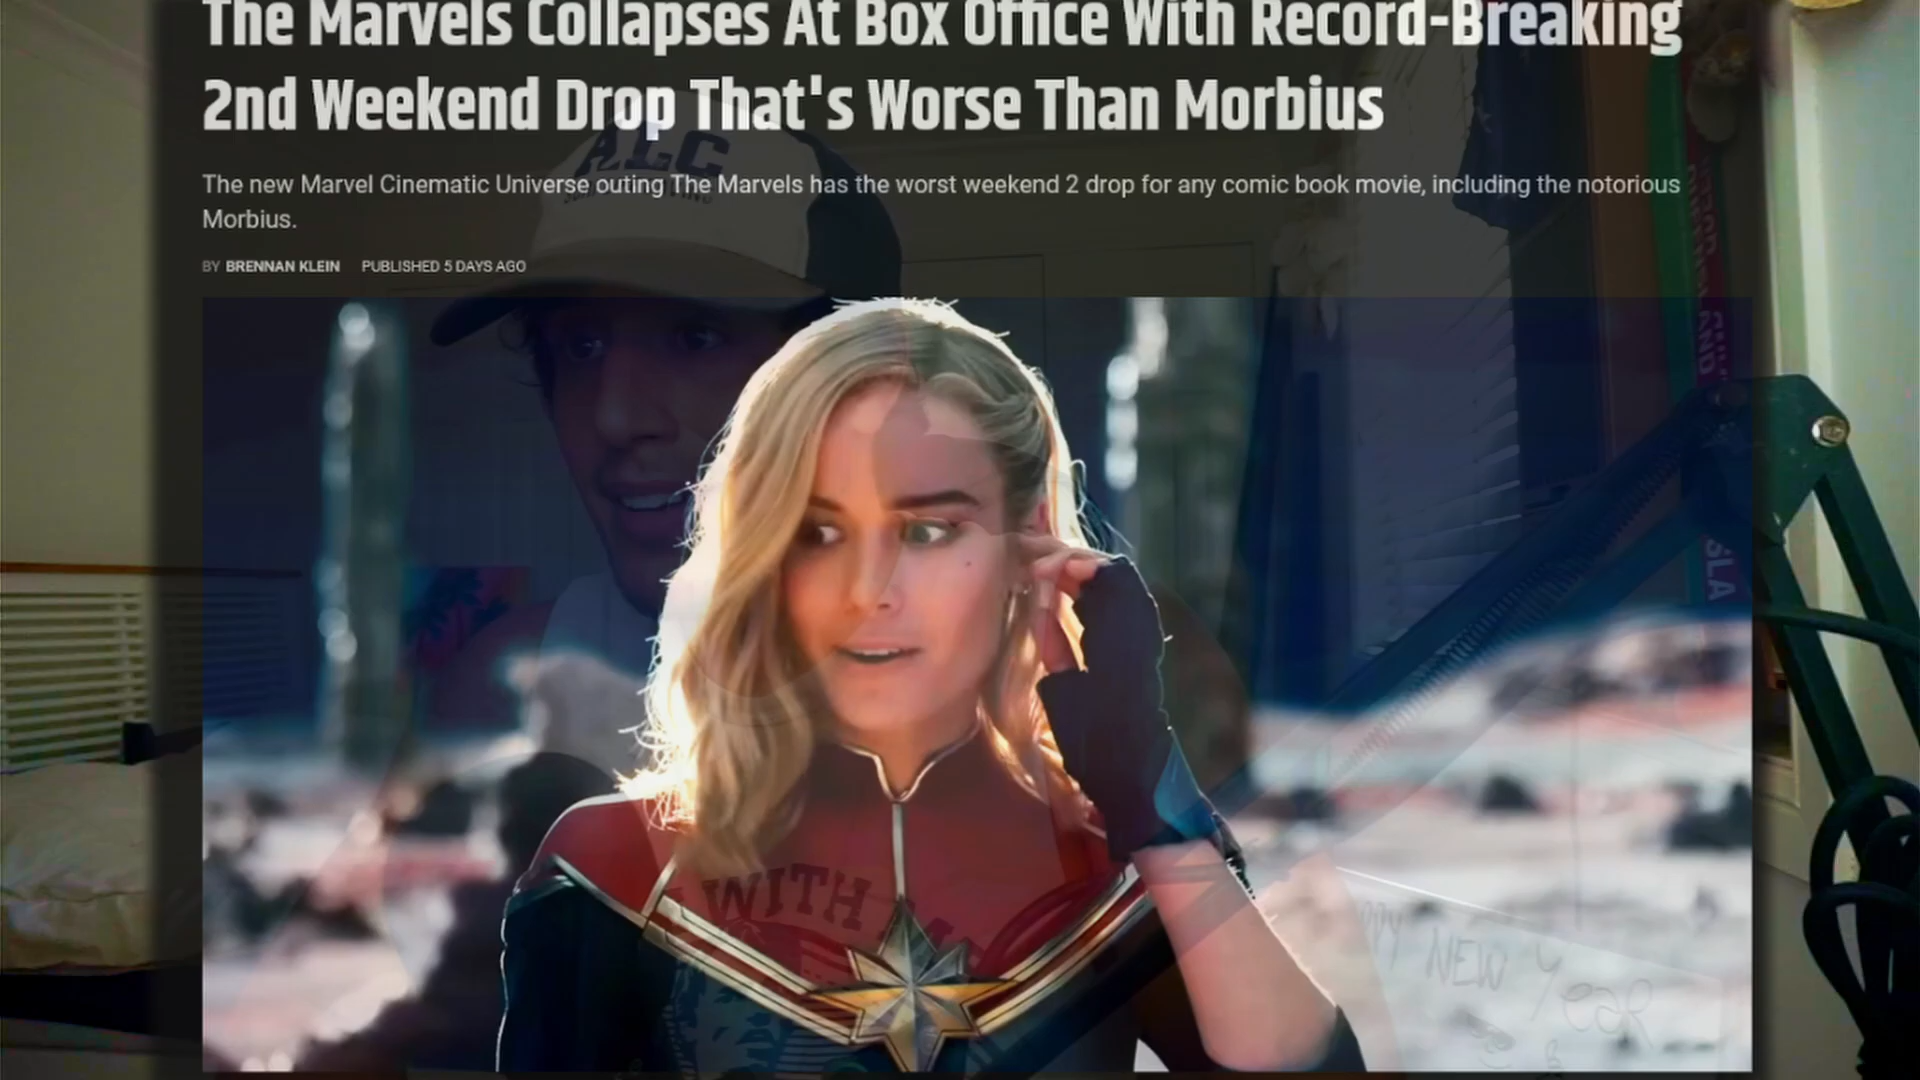 The Marvels Collapses At Box Office With Record-Breaking
2nd Weekend Drop That's Worse Than Morbius
ALC
The new Marvel Cinematic Universe outing The Marvels has the worst weekend 2 drop for any comic book movie, including the notorious
Morbius.
BY BRENNAN KLEIN PUBLISHED 5 DAYS AGO
WITH
NEW YeaR